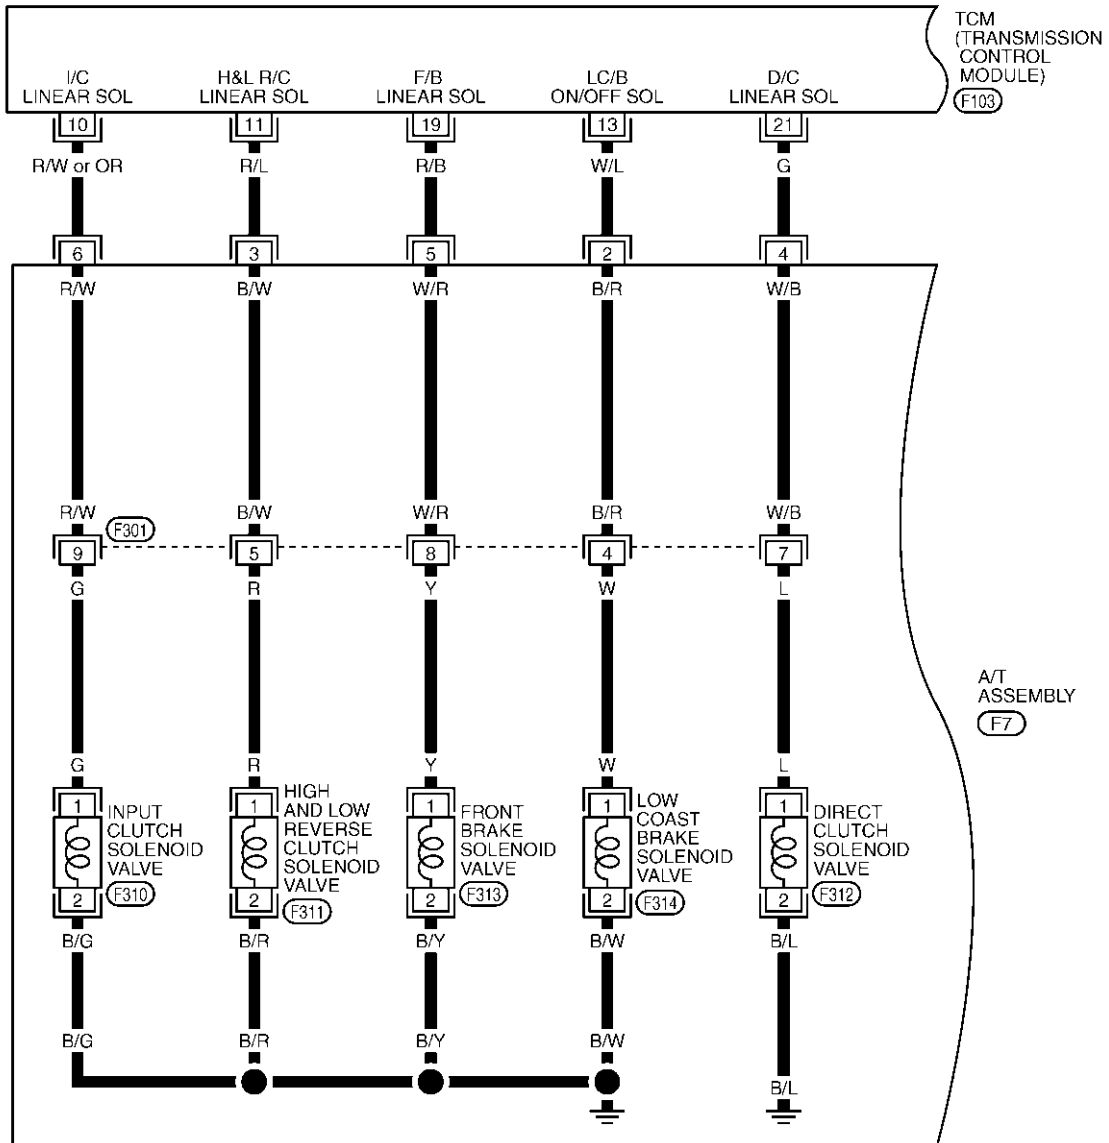 TCM
(TRANSMISSION
CONTROL
MODULE)
F103
I/C
LINEAR SOL
H&L R/C
LINEAR SOL
F/B
LINEAR SOL
LC/B
ON/OFF SOL
D/C
LINEAR SOL
10 11 19 13 21
R/W or OR R/L R/B W/L G
6 3 5 2 4
R/W B/W W/R B/R W/B
R/W B/W W/R B/R W/B
F301
9 5 8 4 7
G R Y W L
A/T
ASSEMBLY
F7
G R Y W L
1 1 1 1 1
INPUT
CLUTCH
SOLENOID
VALVE
F310
HIGH
AND LOW
REVERSE
CLUTCH
SOLENOID
VALVE
F311
FRONT
BRAKE
SOLENOID
VALVE
F313
LOW
COAST
BRAKE
SOLENOID
VALVE
F314
DIRECT
CLUTCH
SOLENOID
VALVE
F312
2 2 2 2 2
B/G B/R B/Y B/W B/L
B/G B/R B/Y B/W
B/L